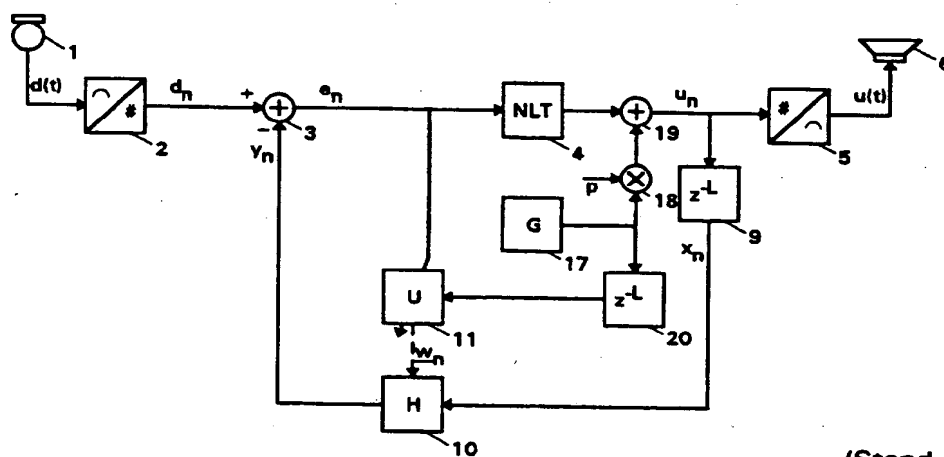 1
d(t)
#
2
d_n
+
-
+
3
e_n
y_n
NLT
4
+
19
u_n
p
×
18
G
17
z^-L
20
z^-L
9
x_n
#
5
u(t)
6
U
11
w_n
H
10
(Stand